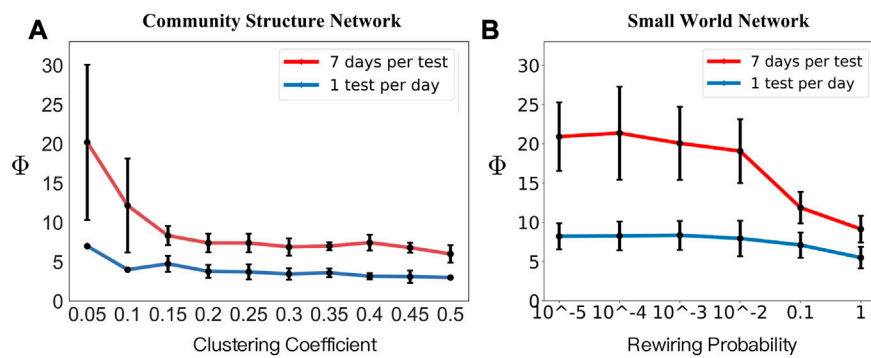 A
Community Structure Network
7 days per test
1 test per day
Φ
30
25
20
15
10
5
0
0.05 0.1 0.15 0.2 0.25 0.3 0.35 0.4 0.45 0.5
Clustering Coefficient
B
Small World Network
7 days per test
1 test per day
Φ
30
25
20
15
10
5
0
10^-5 10^-4 10^-3 10^-2 0.1 1
Rewiring Probability